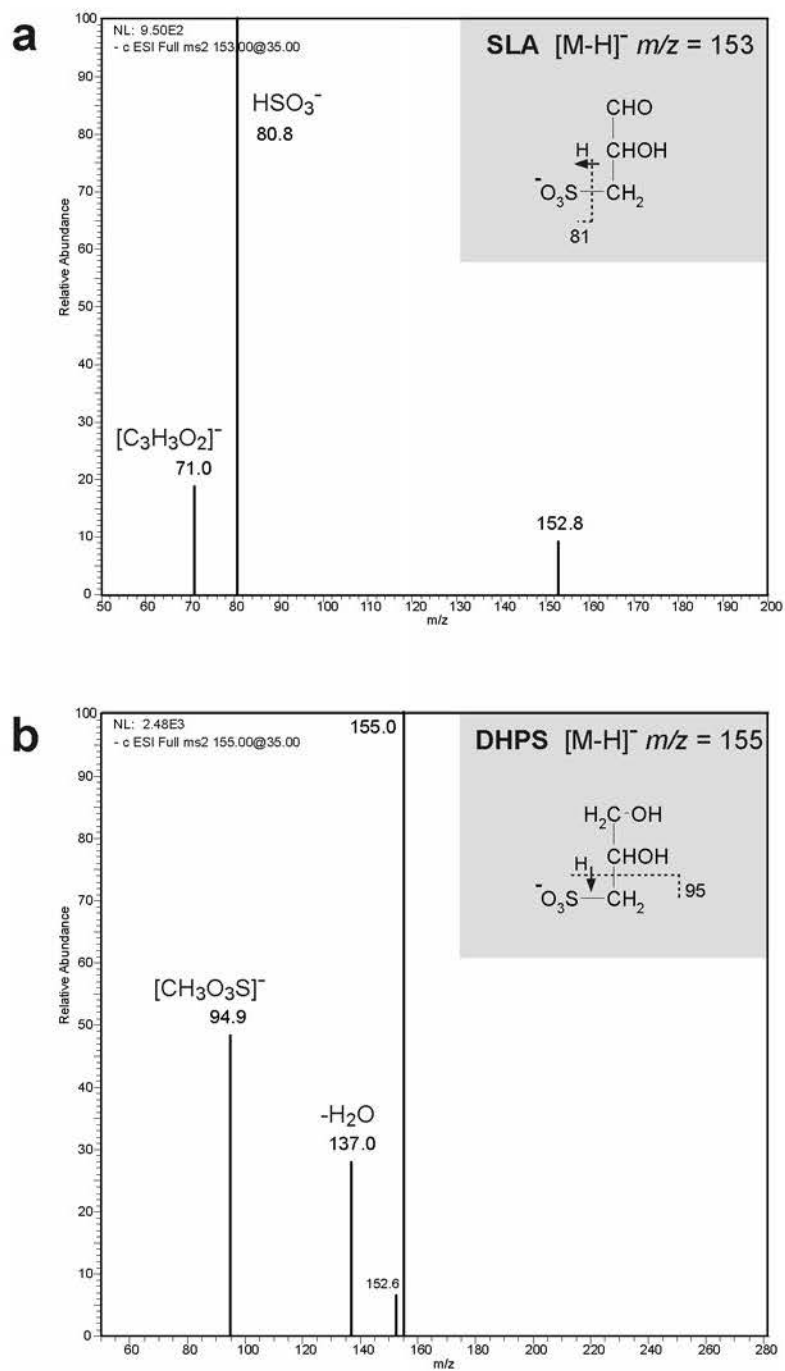 a
NL: 9.50E2
- c ESI Full ms2 153.00@35.00
SLA [M-H]⁻ m/z = 153
HSO₃⁻
80.8
CHO
H
CHOH
⁻O₃S
CH₂
81
[C₃H₃O₂]⁻
71.0
152.8
Relative Abundance
100
90
80
70
60
50
40
30
20
10
0
50 60 70 80 90 100 110 120 130 140 150 160 170 180 190 200
m/z
b
NL: 2.48E3
- c ESI Full ms2 155.00@35.00
155.0
DHPS [M-H]⁻ m/z = 155
H₂C-OH
H
CHOH
⁻O₃S
CH₂
95
[CH₃O₃S]⁻
94.9
-H₂O
137.0
152.6
Relative Abundance
100
90
80
70
60
50
40
30
20
10
0
60 80 100 120 140 160 180 200 220 240 260 280
m/z